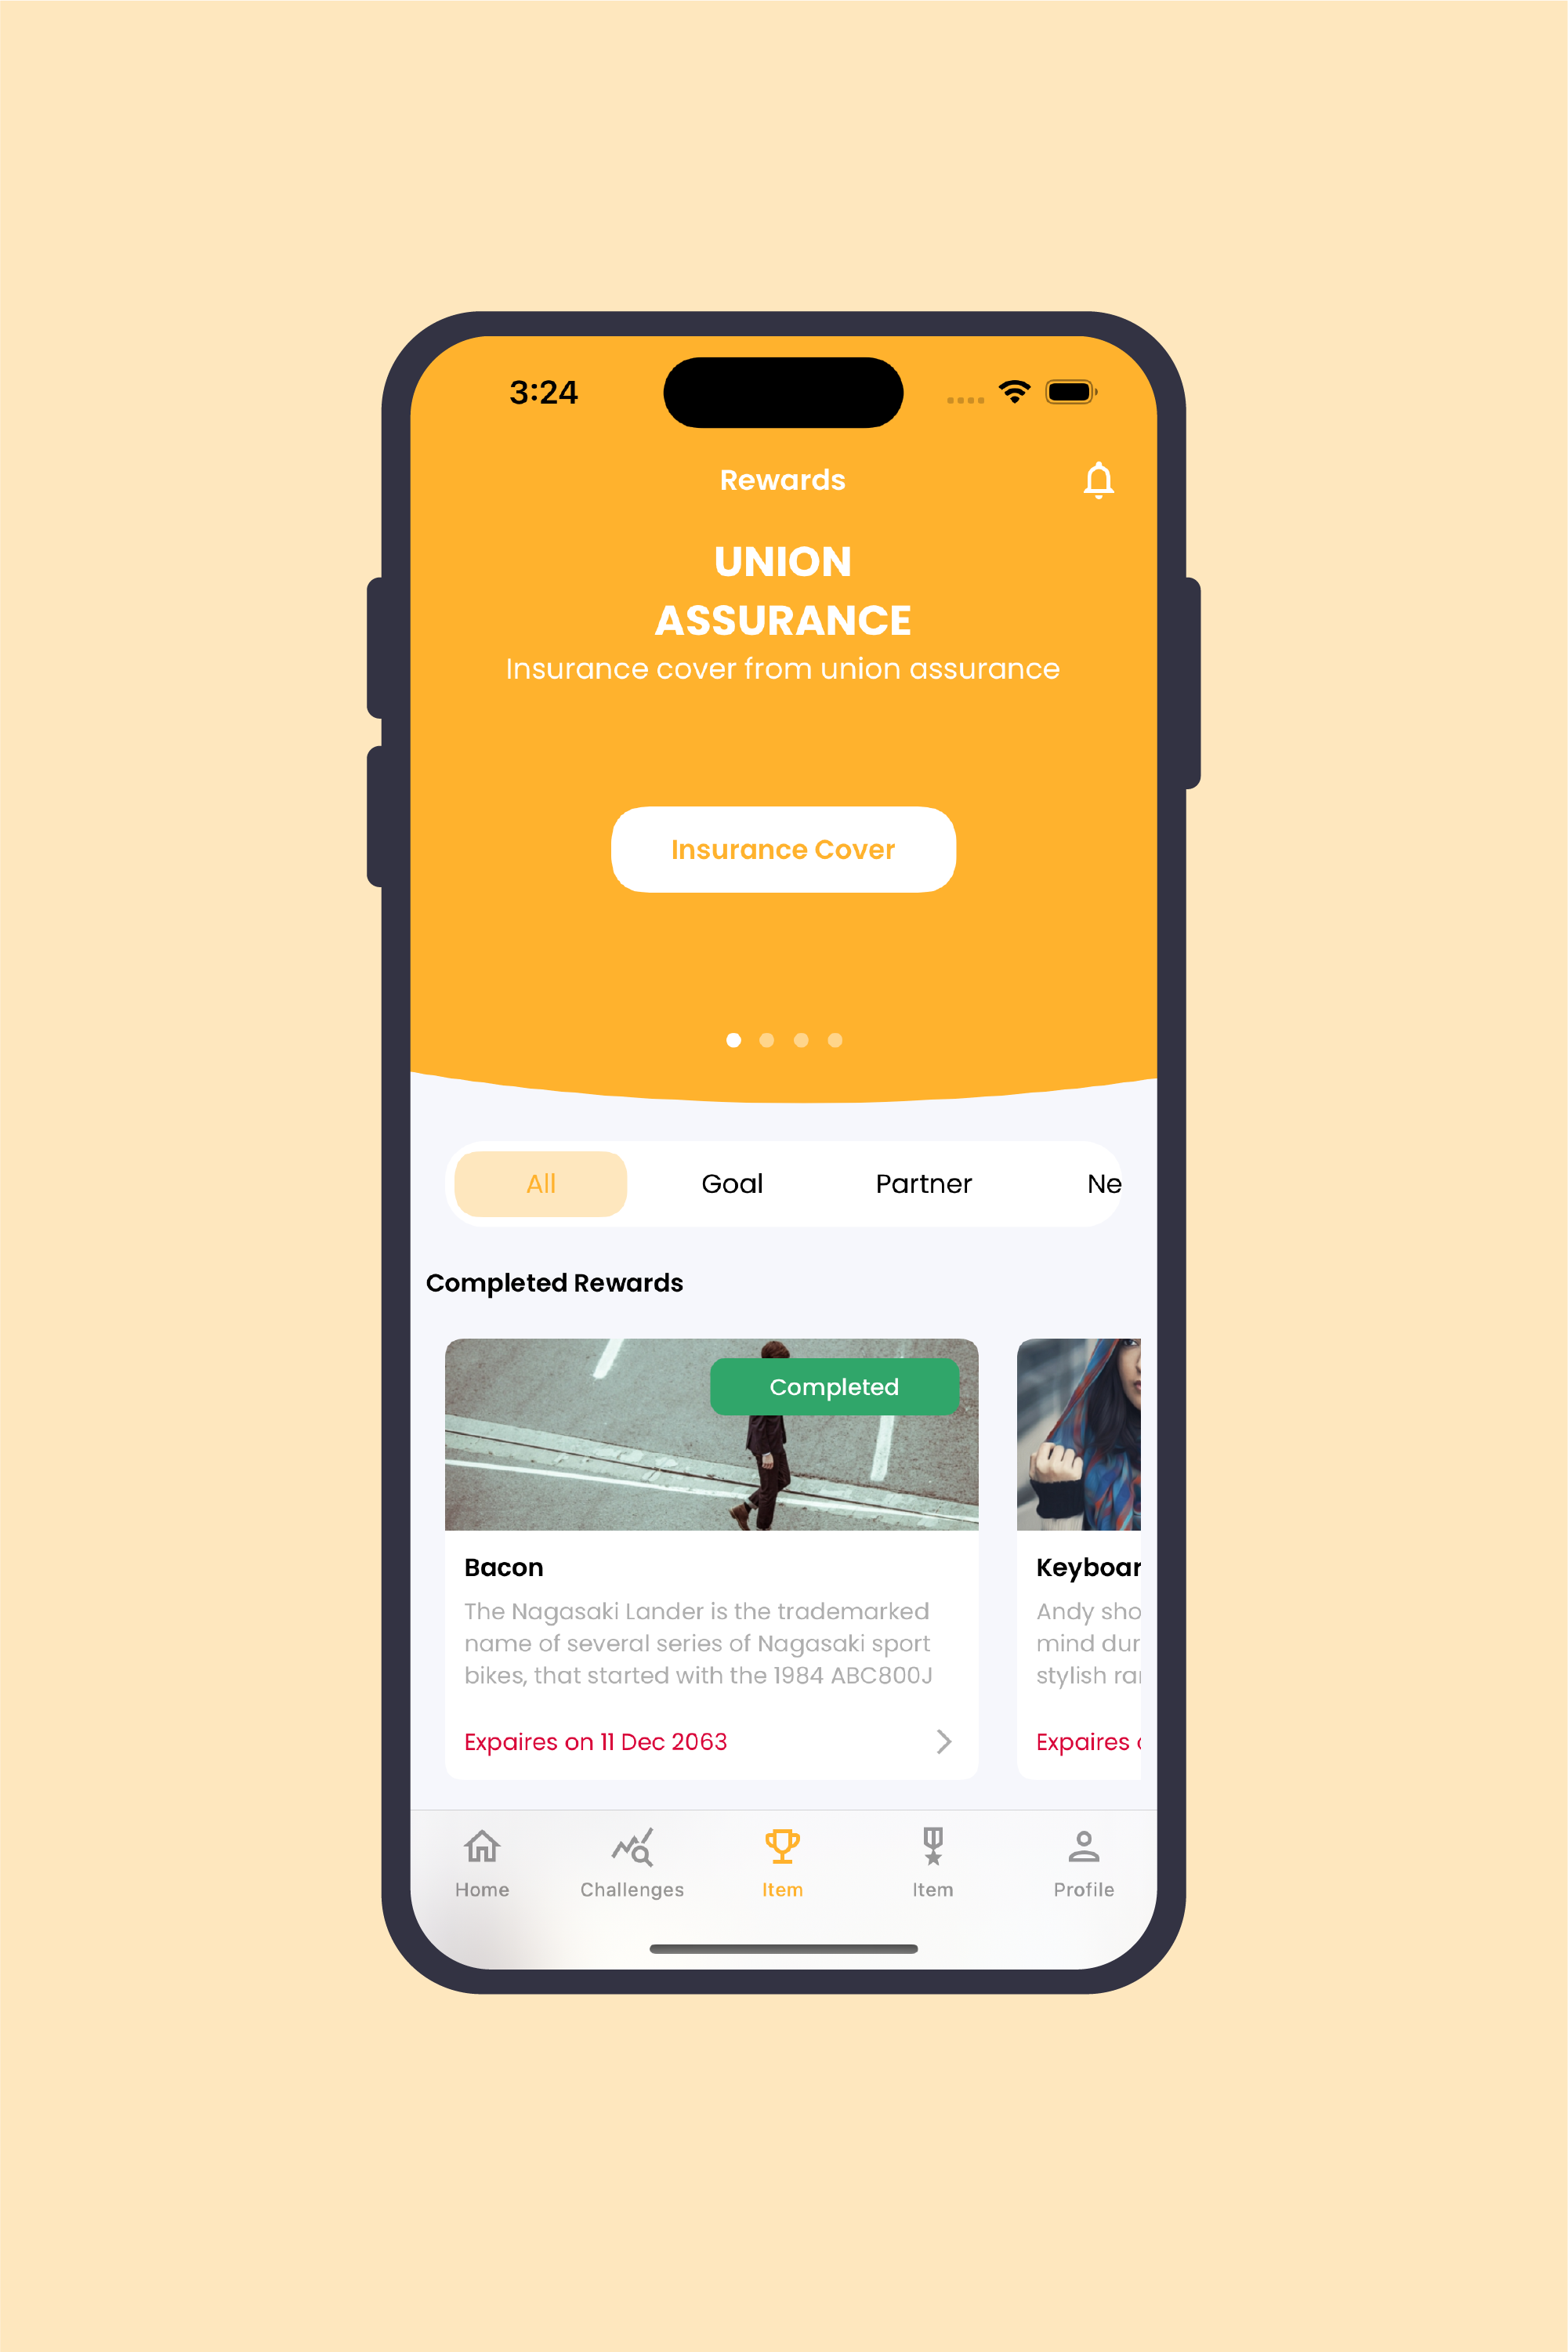 3:24
Rewards
UNION
ASSURANCE
Insurance cover from union assurance
Insurance Cover
All Goal Partner Ne
Completed Rewards
Completed
Bacon
The Nagasaki Lander is the trademarked
name of several series of Nagasaki sport
bikes, that started with the 1984 ABC800J
Expaires on 11 Dec 2063
Keyboar
Andy sho
mind dur
stylish rar
Expaires
Home Challenges Item Item Profile